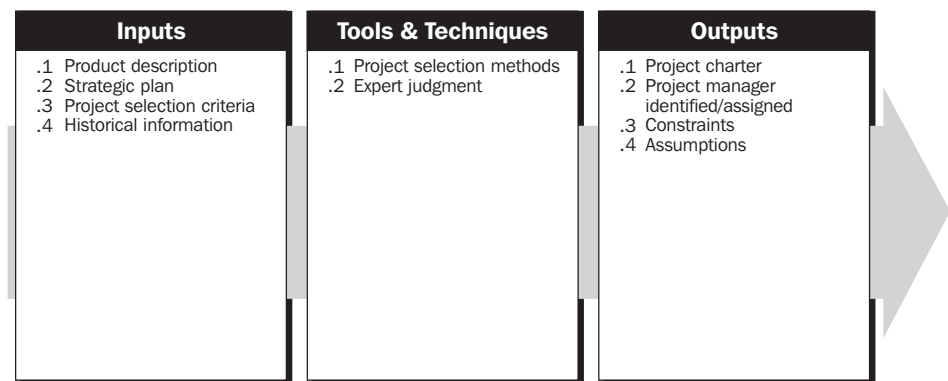 Inputs
.1 Product description
.2 Strategic plan
.3 Project selection criteria
.4 Historical information
Tools & Techniques
.1 Project selection methods
.2 Expert judgment
Outputs
.1 Project charter
.2 Project manager
identified/assigned
.3 Constraints
.4 Assumptions